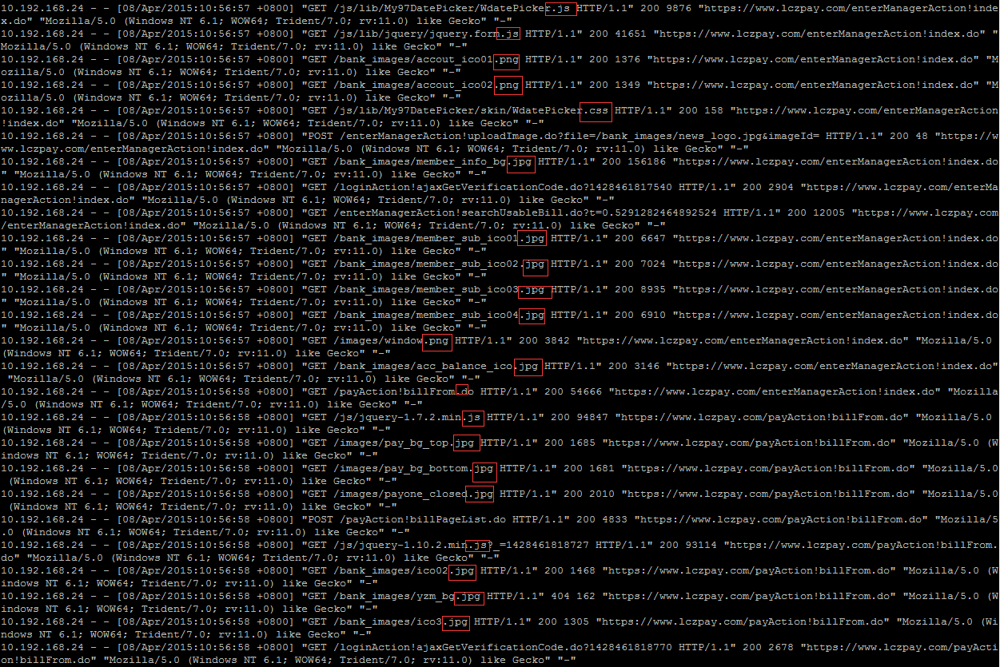 10.192.168.24 - - [08/Apr/2015:10:56:57 +0800] "GET /js/lib/My97DatePicker/WdatePicker.js HTTP/1.1" 200 9876 "https://www.lczpay.com/enterManagerAction!inde
x.do" "Mozilla/5.0 (Windows NT 6.1; WOW64; Trident/7.0; rv:11.0) like Gecko" "-"
10.192.168.24 - - [08/Apr/2015:10:56:57 +0800] "GET /js/lib/jquery/jquery.form.js HTTP/1.1" 200 41651 "https://www.lczpay.com/enterManagerAction!index.do" "
Mozilla/5.0 (Windows NT 6.1; WOW64; Trident/7.0; rv:11.0) like Gecko" "-"
10.192.168.24 - - [08/Apr/2015:10:56:57 +0800] "GET /bank_images/accout_ico01.png HTTP/1.1" 200 1376 "https://www.lczpay.com/enterManagerAction!index.do" "M
ozilla/5.0 (Windows NT 6.1; WOW64; Trident/7.0; rv:11.0) like Gecko" "-"
10.192.168.24 - - [08/Apr/2015:10:56:57 +0800] "GET /bank_images/accout_ico02.png HTTP/1.1" 200 1349 "https://www.lczpay.com/enterManagerAction!index.do" "M
ozilla/5.0 (Windows NT 6.1; WOW64; Trident/7.0; rv:11.0) like Gecko" "-"
10.192.168.24 - - [08/Apr/2015:10:56:57 +0800] "GET /js/lib/My97DatePicker/skin/WdatePicker.css HTTP/1.1" 200 158 "https://www.lczpay.com/enterManagerAction
!index.do" "Mozilla/5.0 (Windows NT 6.1; WOW64; Trident/7.0; rv:11.0) like Gecko" "-"
10.192.168.24 - - [08/Apr/2015:10:56:57 +0800] "POST /enterManagerAction!uploadImage.do?file=/bank_images/news_logo.jpg&imageId= HTTP/1.1" 200 48 "https://w
ww.lczpay.com/enterManagerAction!index.do" "Mozilla/5.0 (Windows NT 6.1; WOW64; Trident/7.0; rv:11.0) like Gecko" "-"
10.192.168.24 - - [08/Apr/2015:10:56:57 +0800] "GET /bank_images/member_info_bg.jpg HTTP/1.1" 200 156186 "https://www.lczpay.com/enterManagerAction!index.do
" "Mozilla/5.0 (Windows NT 6.1; WOW64; Trident/7.0; rv:11.0) like Gecko" "-"
10.192.168.24 - - [08/Apr/2015:10:56:57 +0800] "GET /loginAction!ajaxGetVerificationCode.do?1428461817540 HTTP/1.1" 200 2904 "https://www.lczpay.com/enterMa
nagerAction!index.do" "Mozilla/5.0 (Windows NT 6.1; WOW64; Trident/7.0; rv:11.0) like Gecko" "-"
10.192.168.24 - - [08/Apr/2015:10:56:57 +0800] "GET /enterManagerAction!searchUsableBill.do?t=0.5291282464892524 HTTP/1.1" 200 12005 "https://www.lczpay.com
/enterManagerAction!index.do" "Mozilla/5.0 (Windows NT 6.1; WOW64; Trident/7.0; rv:11.0) like Gecko" "-"
10.192.168.24 - - [08/Apr/2015:10:56:57 +0800] "GET /bank_images/member_sub_ico01.jpg HTTP/1.1" 200 6647 "https://www.lczpay.com/enterManagerAction!index.do
" "Mozilla/5.0 (Windows NT 6.1; WOW64; Trident/7.0; rv:11.0) like Gecko" "-"
10.192.168.24 - - [08/Apr/2015:10:56:57 +0800] "GET /bank_images/member_sub_ico02.jpg HTTP/1.1" 200 7024 "https://www.lczpay.com/enterManagerAction!index.do
" "Mozilla/5.0 (Windows NT 6.1; WOW64; Trident/7.0; rv:11.0) like Gecko" "-"
10.192.168.24 - - [08/Apr/2015:10:56:57 +0800] "GET /bank_images/member_sub_ico03.jpg HTTP/1.1" 200 8935 "https://www.lczpay.com/enterManagerAction!index.do
" "Mozilla/5.0 (Windows NT 6.1; WOW64; Trident/7.0; rv:11.0) like Gecko" "-"
10.192.168.24 - - [08/Apr/2015:10:56:57 +0800] "GET /bank_images/member_sub_ico04.jpg HTTP/1.1" 200 6910 "https://www.lczpay.com/enterManagerAction!index.do
" "Mozilla/5.0 (Windows NT 6.1; WOW64; Trident/7.0; rv:11.0) like Gecko" "-"
10.192.168.24 - - [08/Apr/2015:10:56:57 +0800] "GET /images/window.png HTTP/1.1" 200 3842 "https://www.lczpay.com/enterManagerAction!index.do" "Mozilla/5.0 
(Windows NT 6.1; WOW64; Trident/7.0; rv:11.0) like Gecko" "-"
10.192.168.24 - - [08/Apr/2015:10:56:57 +0800] "GET /bank_images/acc_balance_ico.jpg HTTP/1.1" 200 3146 "https://www.lczpay.com/enterManagerAction!index.do"
 "Mozilla/5.0 (Windows NT 6.1; WOW64; Trident/7.0; rv:11.0) like Gecko" "-"
10.192.168.24 - - [08/Apr/2015:10:56:58 +0800] "GET /payAction!billFrom.do HTTP/1.1" 200 54666 "https://www.lczpay.com/enterManagerAction!index.do" "Mozilla
/5.0 (Windows NT 6.1; WOW64; Trident/7.0; rv:11.0) like Gecko" "-"
10.192.168.24 - - [08/Apr/2015:10:56:58 +0800] "GET /js/jquery-1.7.2.min.js HTTP/1.1" 200 94847 "https://www.lczpay.com/payAction!billFrom.do" "Mozilla/5.0 
(Windows NT 6.1; WOW64; Trident/7.0; rv:11.0) like Gecko" "-"
10.192.168.24 - - [08/Apr/2015:10:56:58 +0800] "GET /images/pay_bg_top.jpg HTTP/1.1" 200 1685 "https://www.lczpay.com/payAction!billFrom.do" "Mozilla/5.0 (W
indows NT 6.1; WOW64; Trident/7.0; rv:11.0) like Gecko" "-"
10.192.168.24 - - [08/Apr/2015:10:56:58 +0800] "GET /images/pay_bg_bottom.jpg HTTP/1.1" 200 1681 "https://www.lczpay.com/payAction!billFrom.do" "Mozilla/5.0
 (Windows NT 6.1; WOW64; Trident/7.0; rv:11.0) like Gecko" "-"
10.192.168.24 - - [08/Apr/2015:10:56:58 +0800] "GET /images/payone_closed.jpg HTTP/1.1" 200 2010 "https://www.lczpay.com/payAction!billFrom.do" "Mozilla/5.0
 (Windows NT 6.1; WOW64; Trident/7.0; rv:11.0) like Gecko" "-"
10.192.168.24 - - [08/Apr/2015:10:56:58 +0800] "POST /payAction!billPageList.do HTTP/1.1" 200 4833 "https://www.lczpay.com/payAction!billFrom.do" "Mozilla/5
.0 (Windows NT 6.1; WOW64; Trident/7.0; rv:11.0) like Gecko" "-"
10.192.168.24 - - [08/Apr/2015:10:56:58 +0800] "GET /js/jquery-1.10.2.min.js?_=1428461818727 HTTP/1.1" 200 93114 "https://www.lczpay.com/payAction!billFrom.
do" "Mozilla/5.0 (Windows NT 6.1; WOW64; Trident/7.0; rv:11.0) like Gecko" "-"
10.192.168.24 - - [08/Apr/2015:10:56:58 +0800] "GET /bank_images/ico02.jpg HTTP/1.1" 200 1468 "https://www.lczpay.com/payAction!billFrom.do" "Mozilla/5.0 (W
indows NT 6.1; WOW64; Trident/7.0; rv:11.0) like Gecko" "-"
10.192.168.24 - - [08/Apr/2015:10:56:58 +0800] "GET /bank_images/yzm_bg.jpg HTTP/1.1" 404 162 "https://www.lczpay.com/payAction!billFrom.do" "Mozilla/5.0 (W
indows NT 6.1; WOW64; Trident/7.0; rv:11.0) like Gecko" "-"
10.192.168.24 - - [08/Apr/2015:10:56:58 +0800] "GET /bank_images/ico3.jpg HTTP/1.1" 200 1305 "https://www.lczpay.com/payAction!billFrom.do" "Mozilla/5.0 (Wi
ndows NT 6.1; WOW64; Trident/7.0; rv:11.0) like Gecko" "-"
10.192.168.24 - - [08/Apr/2015:10:56:58 +0800] "GET /loginAction!ajaxGetVerificationCode.do?1428461818770 HTTP/1.1" 200 2678 "https://www.lczpay.com/payActi
on!billFrom.do" "Mozilla/5.0 (Windows NT 6.1; WOW64; Trident/7.0; rv:11.0) like Gecko" "-"